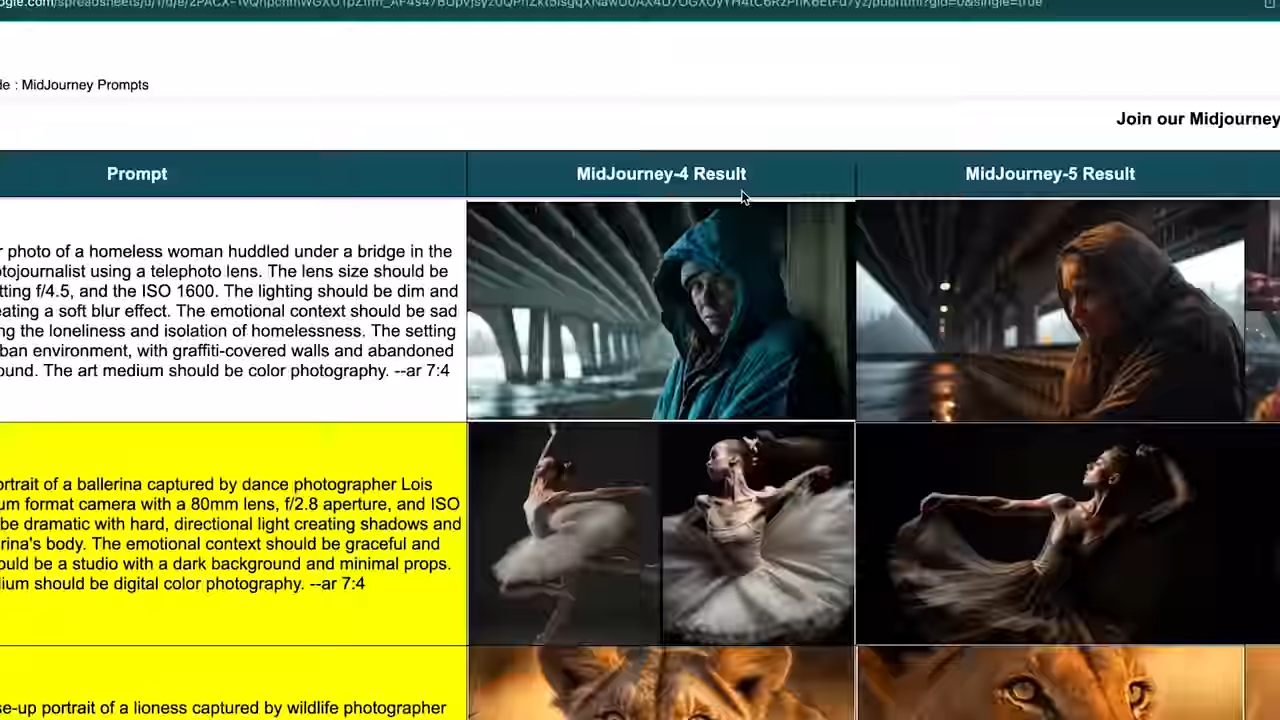 de : MidJourney Prompts
Join our Midjourney
Prompt
MidJourney-4 Result
MidJourney-5 Result
r photo of a homeless woman huddled under a bridge in the
otojournalist using a telephoto lens. The lens size should be
tting f/4.5, and the ISO 1600. The lighting should be dim and
eating a soft blur effect. The emotional context should be sad
ng the loneliness and isolation of homelessness. The setting
ban environment, with graffiti-covered walls and abandoned
ound. The art medium should be color photography. --ar 7:4
ortrait of a ballerina captured by dance photographer Lois
um format camera with a 80mm lens, f/2.8 aperture, and ISO
be dramatic with hard, directional light creating shadows and
rina's body. The emotional context should be graceful and
ould be a studio with a dark background and minimal props.
lium should be digital color photography. --ar 7:4
se-up portrait of a lioness captured by wildlife photographer